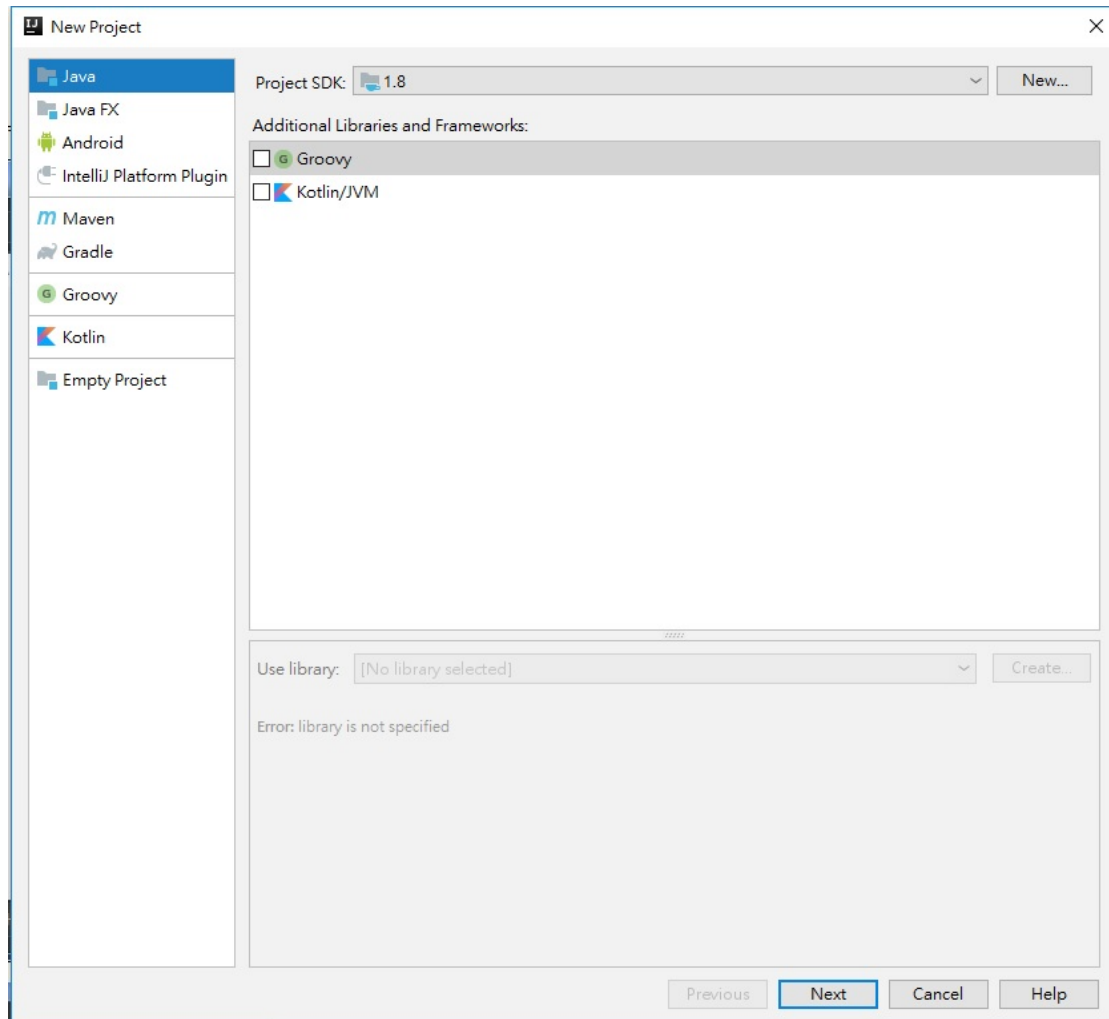 New Project
Java
Java FX
Android
IntelliJ Platform Plugin
Maven
Gradle
Groovy
Kotlin
Empty Project
Project SDK: 1.8 New...
Additional Libraries and Frameworks:
Groovy
Kotlin/JVM
Use library: [No library selected] Create...
Error: library is not specified
Previous Next Cancel Help